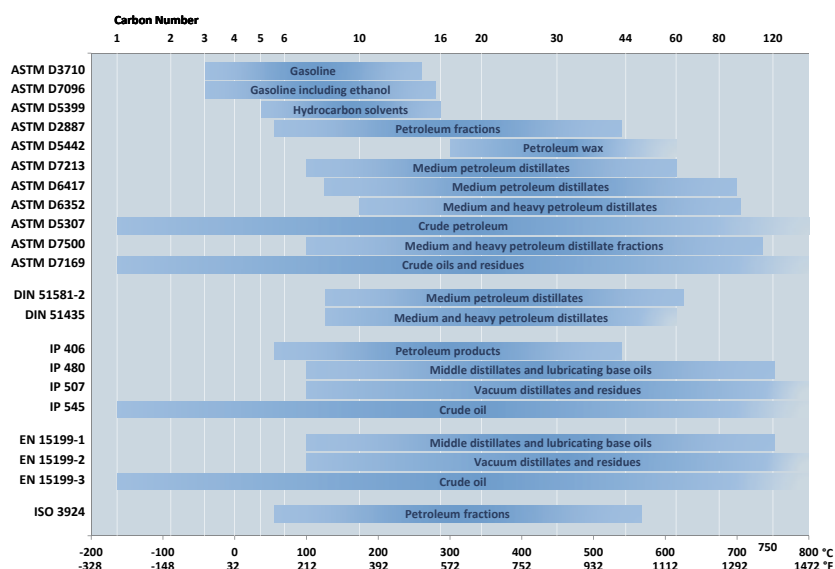 Carbon Number
1 2 3 4 5 6 10 16 20 30 44 60 80 120
ASTM D3710 Gasoline
ASTM D7096 Gasoline including ethanol
ASTM D5399 Hydrocarbon solvents
ASTM D2887 Petroleum fractions
ASTM D5442 Petroleum wax
ASTM D7213 Medium petroleum distillates
ASTM D6417 Medium petroleum distillates
ASTM D6352 Medium and heavy petroleum distillates
ASTM D5307 Crude petroleum
ASTM D7500 Medium and heavy petroleum distillate fractions
ASTM D7169 Crude oils and residues
DIN 51581-2 Medium petroleum distillates
DIN 51435 Medium and heavy petroleum distillates
IP 406 Petroleum products
IP 480 Middle distillates and lubricating base oils
IP 507 Vacuum distillates and residues
IP 545 Crude oil
EN 15199-1 Middle distillates and lubricating base oils
EN 15199-2 Vacuum distillates and residues
EN 15199-3 Crude oil
ISO 3924 Petroleum fractions
-200 -100 0 100 200 300 400 500 600 700 750 800 °C
-328 -148 32 212 392 572 752 932 1112 1292 1472 °F